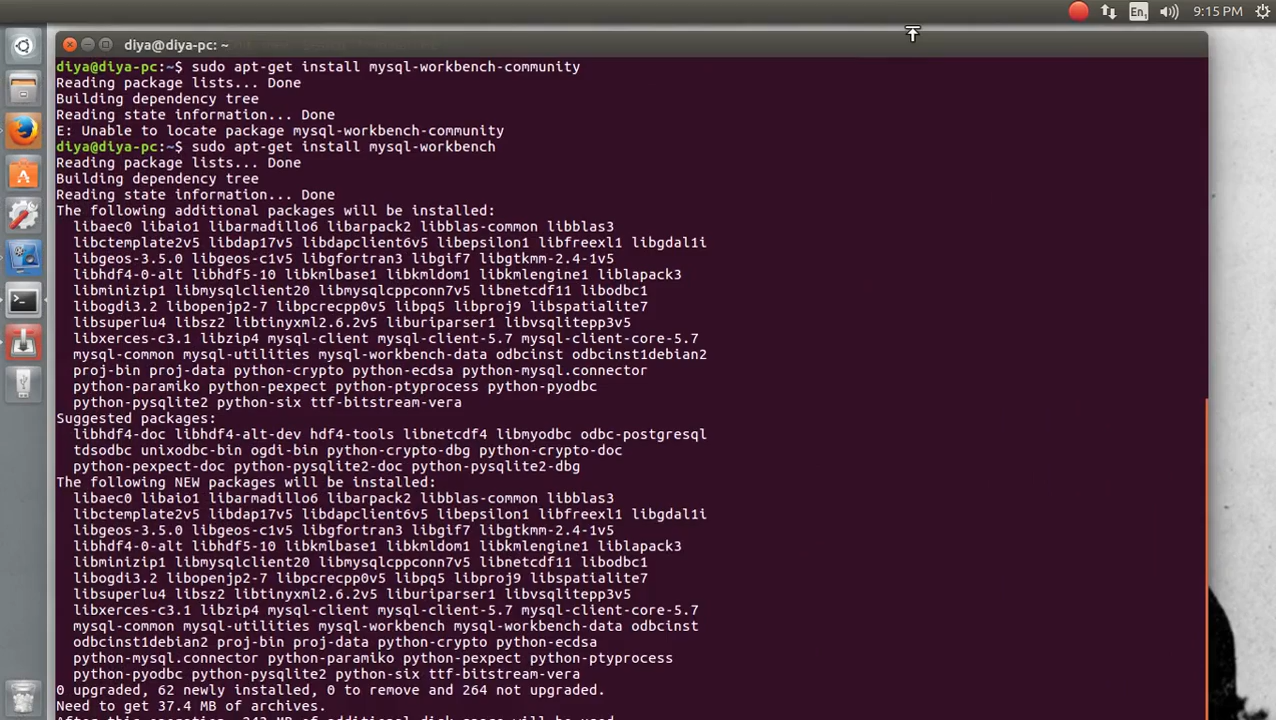 En₁ 9:15 PM
diya@diya-pc: ~
diya@diya-pc:~$ sudo apt-get install mysql-workbench-community
Reading package lists... Done
Building dependency tree
Reading state information... Done
E: Unable to locate package mysql-workbench-community
diya@diya-pc:~$ sudo apt-get install mysql-workbench
Reading package lists... Done
Building dependency tree
Reading state information... Done
The following additional packages will be installed:
libaec0 libaio1 libarmadillo6 libarpack2 libblas-common libblas3
libctemplate2v5 libdap17v5 libdapclient6v5 libepsilon1 libfreexl1 libgdal1i
libgeos-3.5.0 libgeos-c1v5 libgfortran3 libgif7 libgtkmm-2.4-1v5
libhdf4-0-alt libhdf5-10 libkmlbase1 libkmldom1 libkmlengine1 liblapack3
libminizip1 libmysqlclient20 libmysqlcppconn7v5 libnetcdf11 libodbc1
libogdi3.2 libopenjp2-7 libpcrecpp0v5 libpq5 libproj9 libspatialite7
libsuperlu4 libsz2 libtinyxml2.6.2v5 liburiparser1 libvsqlitepp3v5
libxerces-c3.1 libzip4 mysql-client mysql-client-5.7 mysql-client-core-5.7
mysql-common mysql-utilities mysql-workbench-data odbcinst odbcinst1debian2
proj-bin proj-data python-crypto python-ecdsa python-mysql.connector
python-paramiko python-pexpect python-ptyprocess python-pyodbc
python-pysqlite2 python-six ttf-bitstream-vera
Suggested packages:
libhdf4-doc libhdf4-alt-dev hdf4-tools libnetcdf4 libmyodbc odbc-postgresql
tdsodbc unixodbc-bin ogdi-bin python-crypto-dbg python-crypto-doc
python-pexpect-doc python-pysqlite2-doc python-pysqlite2-dbg
The following NEW packages will be installed:
libaec0 libaio1 libarmadillo6 libarpack2 libblas-common libblas3
libctemplate2v5 libdap17v5 libdapclient6v5 libepsilon1 libfreexl1 libgdal1i
libgeos-3.5.0 libgeos-c1v5 libgfortran3 libgif7 libgtkmm-2.4-1v5
libhdf4-0-alt libhdf5-10 libkmlbase1 libkmldom1 libkmlengine1 liblapack3
libminizip1 libmysqlclient20 libmysqlcppconn7v5 libnetcdf11 libodbc1
libogdi3.2 libopenjp2-7 libpcrecpp0v5 libpq5 libproj9 libspatialite7
libsuperlu4 libsz2 libtinyxml2.6.2v5 liburiparser1 libvsqlitepp3v5
libxerces-c3.1 libzip4 mysql-client mysql-client-5.7 mysql-client-core-5.7
mysql-common mysql-utilities mysql-workbench mysql-workbench-data odbcinst
odbcinst1debian2 proj-bin proj-data python-crypto python-ecdsa
python-mysql.connector python-paramiko python-pexpect python-ptyprocess
python-pyodbc python-pysqlite2 python-six ttf-bitstream-vera
0 upgraded, 62 newly installed, 0 to remove and 264 not upgraded.
Need to get 37.4 MB of archives.
After this operation, 243 MB of additional disk space will be used.